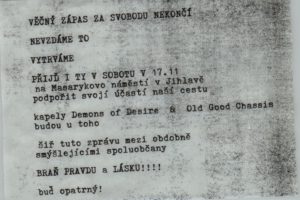 VĚČNÝ ZÁPAS ZA SVOBODU NEKONČÍ
NEVZDÁME TO
VYTRVÁME
PŘIJĎ I TY V SOBOTU V 17.11
na Masarykovo náměstí v Jihlavě
podpořit svojí účastí naší cestu
kapely Demons of Desire & Old Good Chassis
budou u toho
šiř tuto zprávu mezi obdobně
smýšlejícími spoluobčany
BRAŇ PRAVDU a LÁSKU!!!!
buď opatrný!